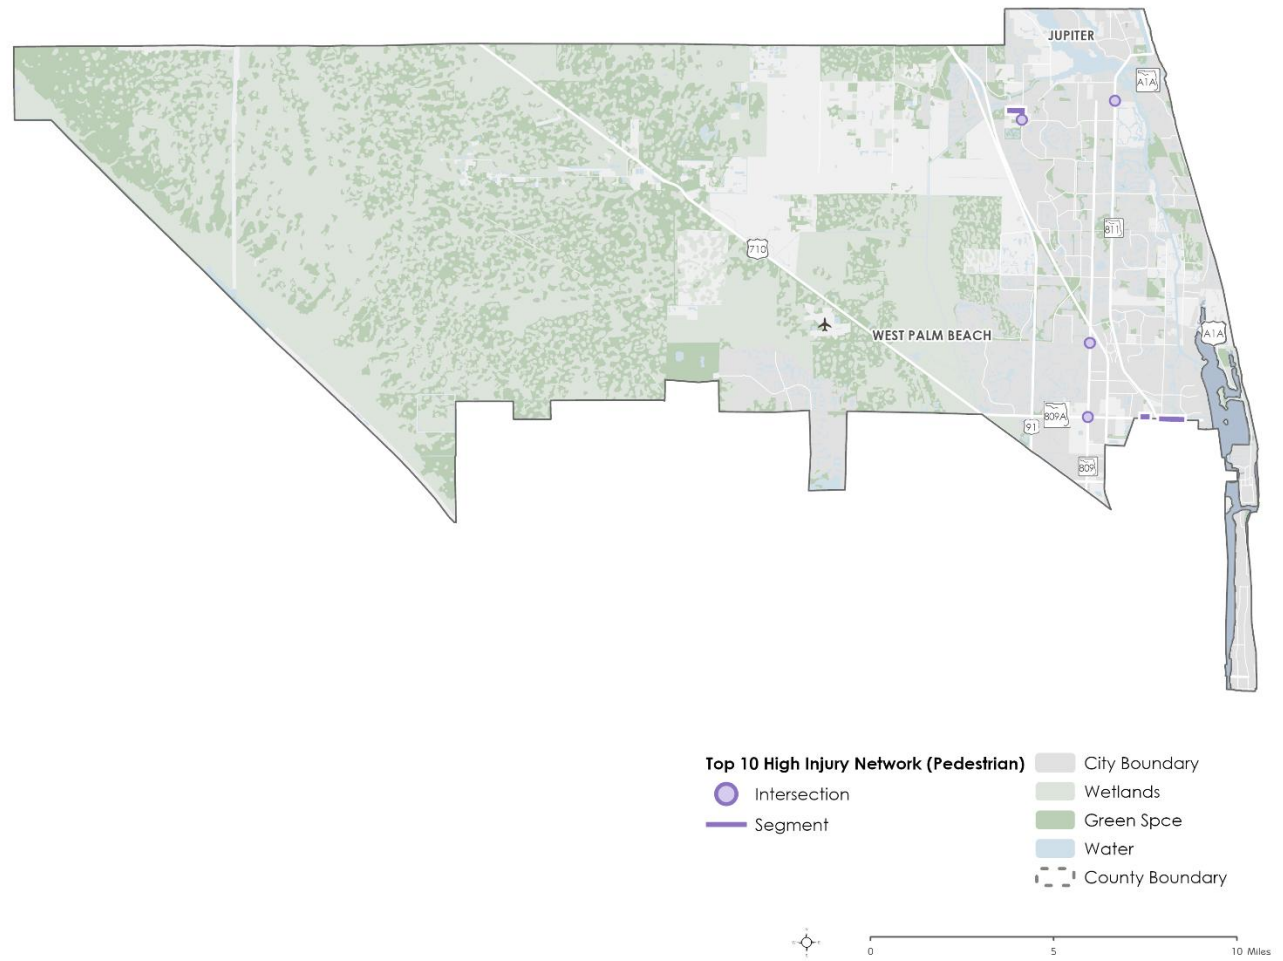 JUPITER
A1A
811
710
A1A
WEST PALM BEACH
809A
91
809
Top 10 High Injury Network (Pedestrian)
Intersection
Segment
City Boundary
Wetlands
Green Spce
Water
County Boundary
0 5 10 Miles